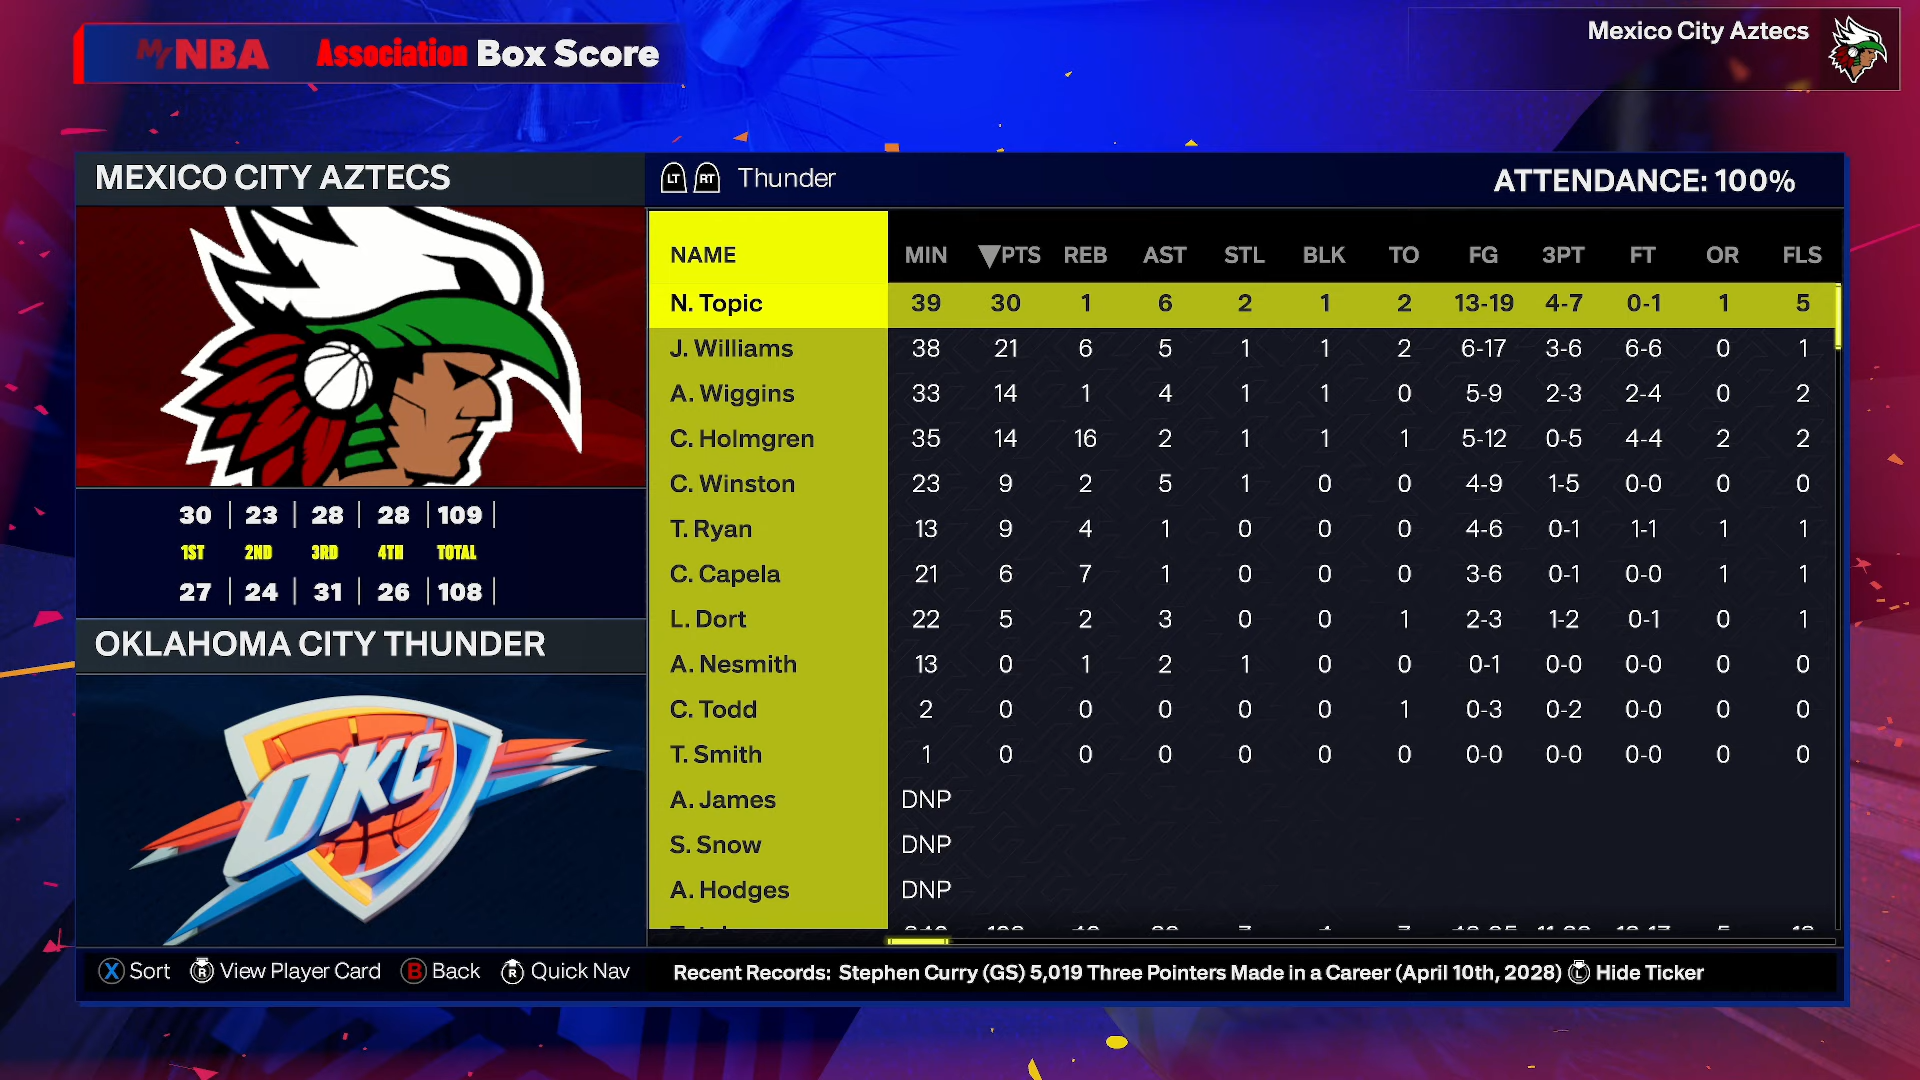 My NBA Association Box Score
Mexico City Aztecs
MEXICO CITY AZTECS
30 23 28 28 109
1ST 2ND 3RD 4TH TOTAL
27 24 31 26 108
OKLAHOMA CITY THUNDER
OKC
LT RT Thunder
ATTENDANCE: 100%
NAME MIN PTS REB AST STL BLK TO FG 3PT FT OR FLS
N. Topic 39 30 1 6 2 1 2 13-19 4-7 0-1 1 5
J. Williams 38 21 6 5 1 1 2 6-17 3-6 6-6 0 1
A. Wiggins 33 14 1 4 1 1 0 5-9 2-3 2-4 0 2
C. Holmgren 35 14 16 2 1 1 1 5-12 0-5 4-4 2 2
C. Winston 23 9 2 5 1 0 0 4-9 1-5 0-0 0 0
T. Ryan 13 9 4 1 0 0 0 4-6 0-1 1-1 1 1
C. Capela 21 6 7 1 0 0 0 3-6 0-1 0-0 1 1
L. Dort 22 5 2 3 0 0 1 2-3 1-2 0-1 0 1
A. Nesmith 13 0 1 2 1 0 0 0-1 0-0 0-0 0 0
C. Todd 2 0 0 0 0 0 1 0-3 0-2 0-0 0 0
T. Smith 1 0 0 0 0 0 0 0-0 0-0 0-0 0 0
A. James DNP
S. Snow DNP
A. Hodges DNP
X Sort R View Player Card B Back R Quick Nav
Recent Records: Stephen Curry (GS) 5,019 Three Pointers Made in a Career (April 10th, 2028) L Hide Ticker